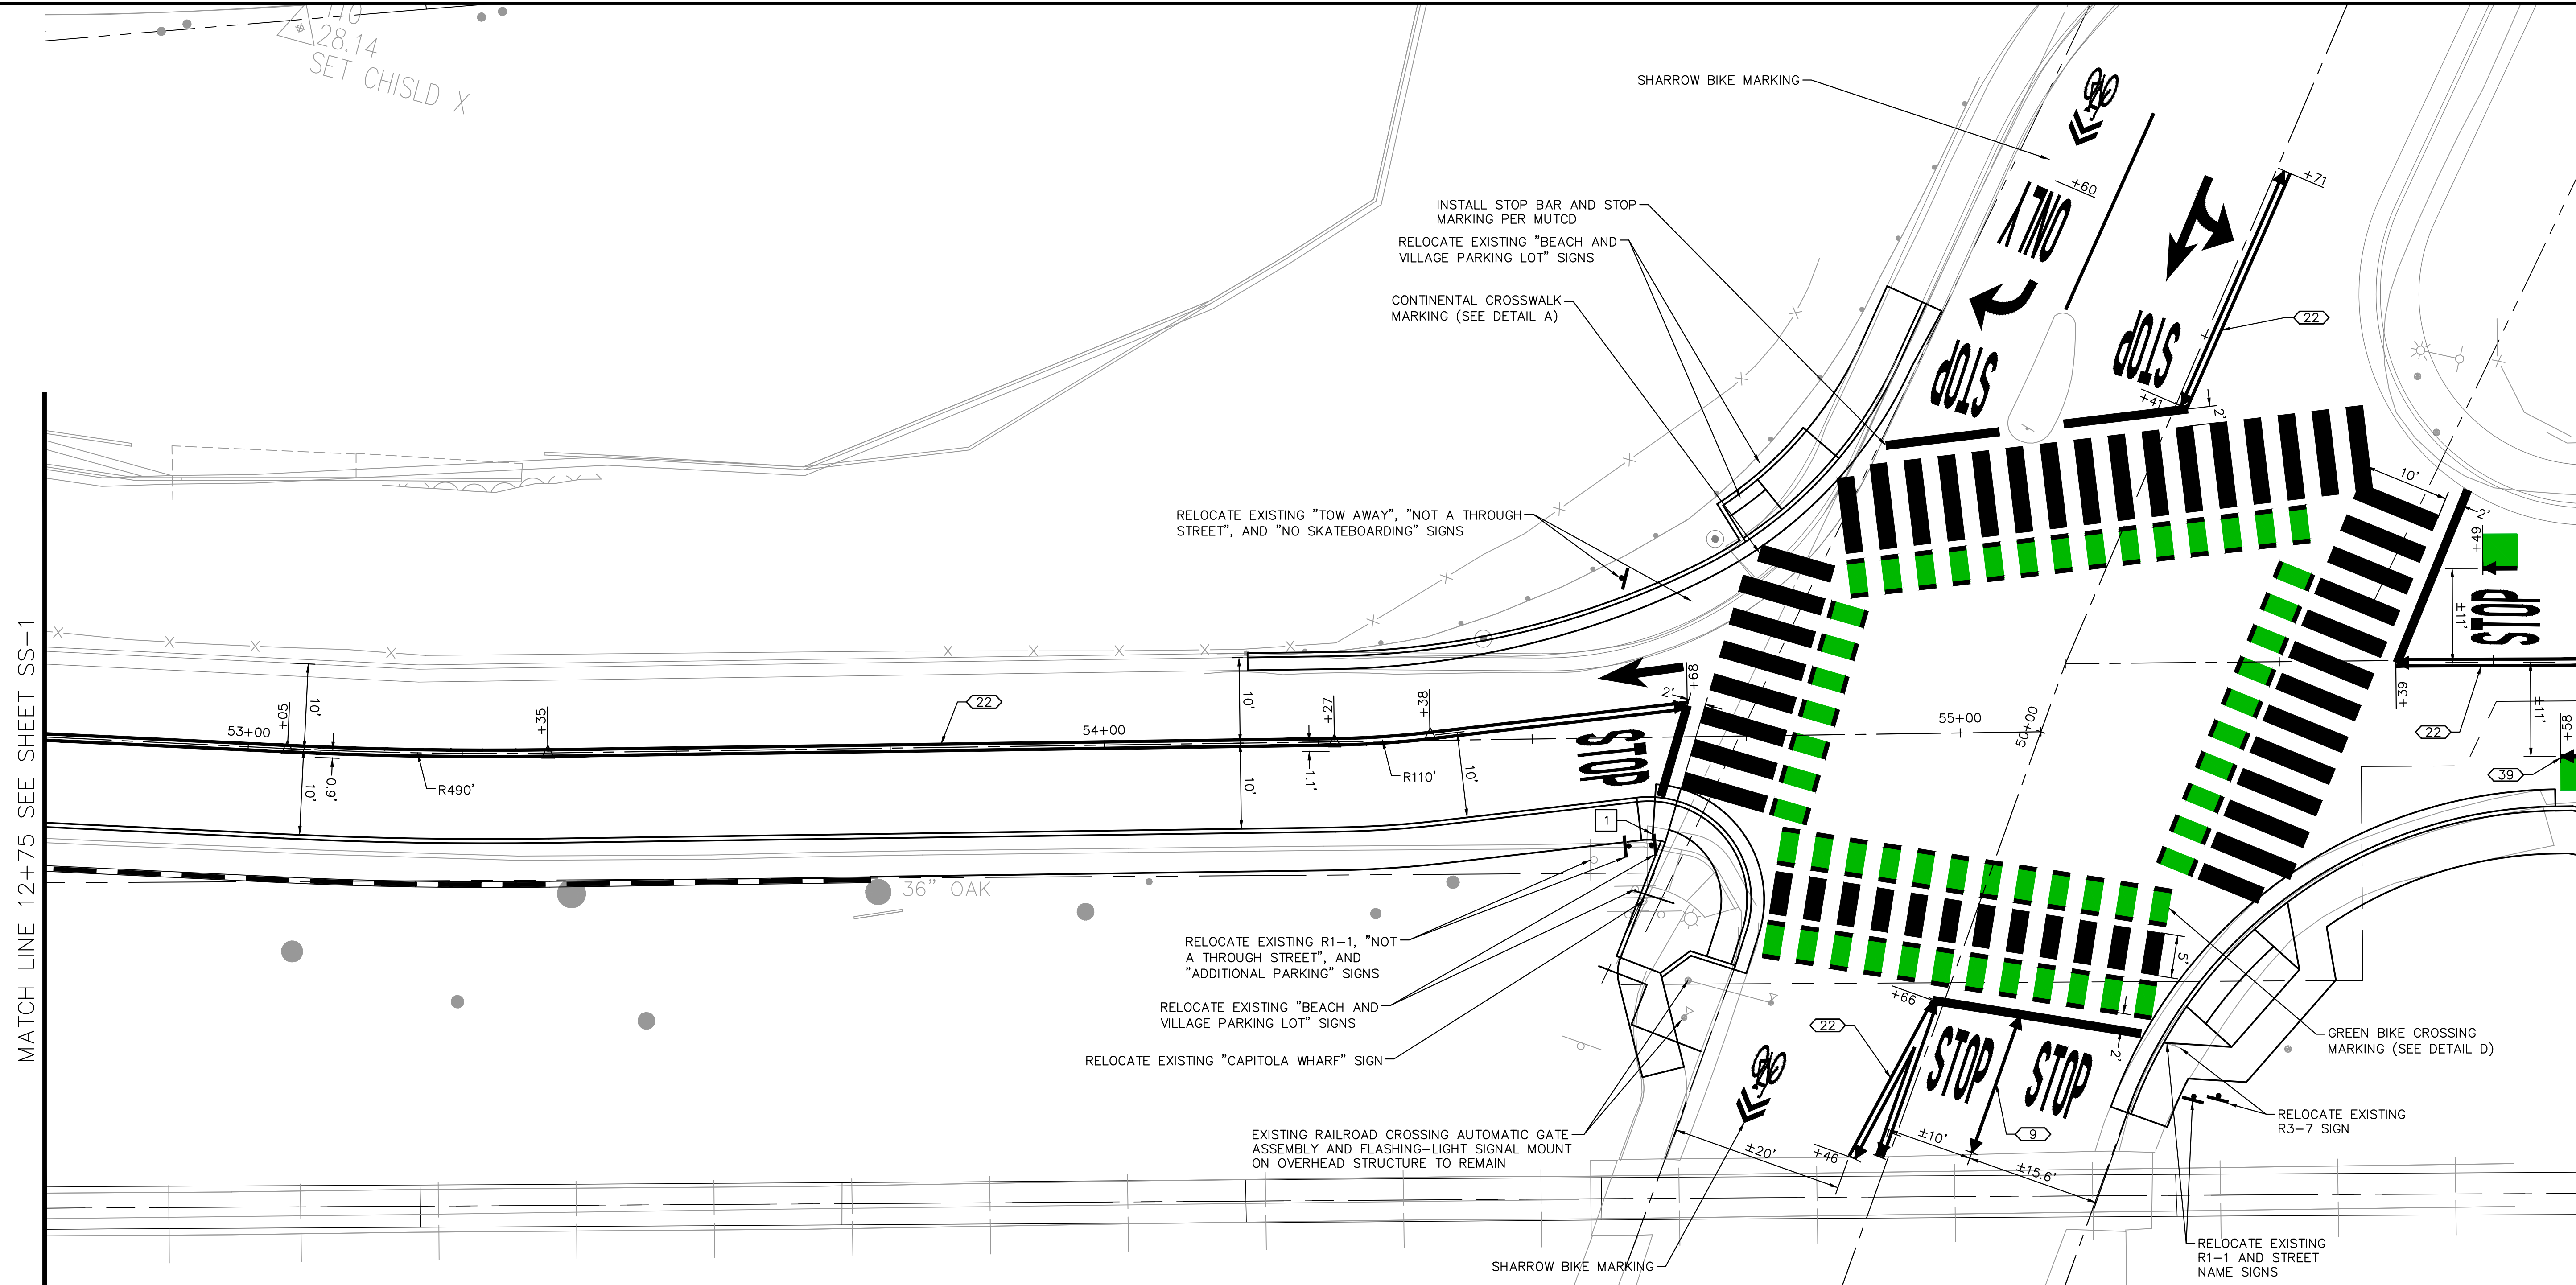 110
28.14
SET CHISLD X
SHARROW BIKE MARKING
+60
+71
ONLY
INSTALL STOP BAR AND STOP
MARKING PER MUTCD
RELOCATE EXISTING "BEACH AND
VILLAGE PARKING LOT" SIGNS
CONTINENTAL CROSSWALK
MARKING (SEE DETAIL A)
22
STOP
STOP
+41
2'
10'
2'
+49
±11'
STOP
RELOCATE EXISTING "TOW AWAY", "NOT A THROUGH
STREET", AND "NO SKATEBOARDING" SIGNS
MATCH LINE 12+75 SEE SHEET SS-1
10'
+05
53+00
+35
22
54+00
10'
+27
+38
+68
2'
55+00
50+00
+39
±11'
+58
22
39
0.9'
10'
R490'
10'
1.1'
R110'
10'
STOP
1
36" OAK
RELOCATE EXISTING R1-1, "NOT
A THROUGH STREET", AND
"ADDITIONAL PARKING" SIGNS
RELOCATE EXISTING "BEACH AND
VILLAGE PARKING LOT" SIGNS
RELOCATE EXISTING "CAPITOLA WHARF" SIGN
EXISTING RAILROAD CROSSING AUTOMATIC GATE
ASSEMBLY AND FLASHING-LIGHT SIGNAL MOUNT
ON OVERHEAD STRUCTURE TO REMAIN
5'
+66
22
STOP
STOP
2'
GREEN BIKE CROSSING
MARKING (SEE DETAIL D)
RELOCATE EXISTING
R3-7 SIGN
9
±20'
+46
±10'
±15.6'
SHARROW BIKE MARKING
RELOCATE EXISTING
R1-1 AND STREET
NAME SIGNS